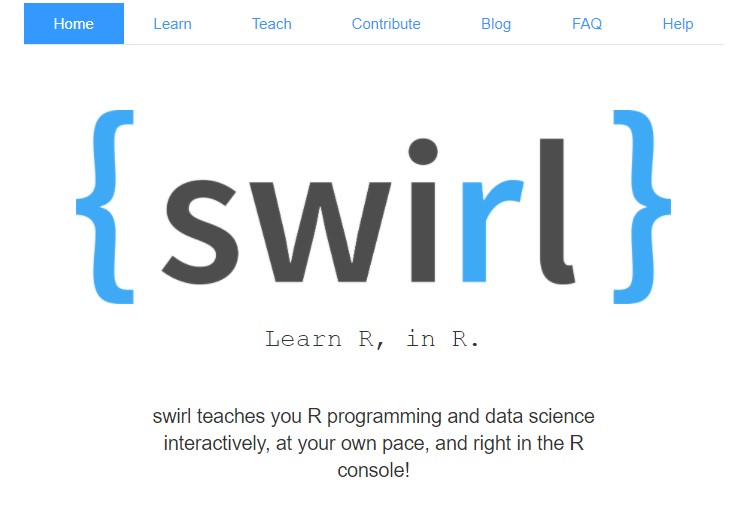 Home Learn Teach Contribute Blog FAQ Help
{swirl}
Learn R, in R.
swirl teaches you R programming and data science
interactively, at your own pace, and right in the R
console!